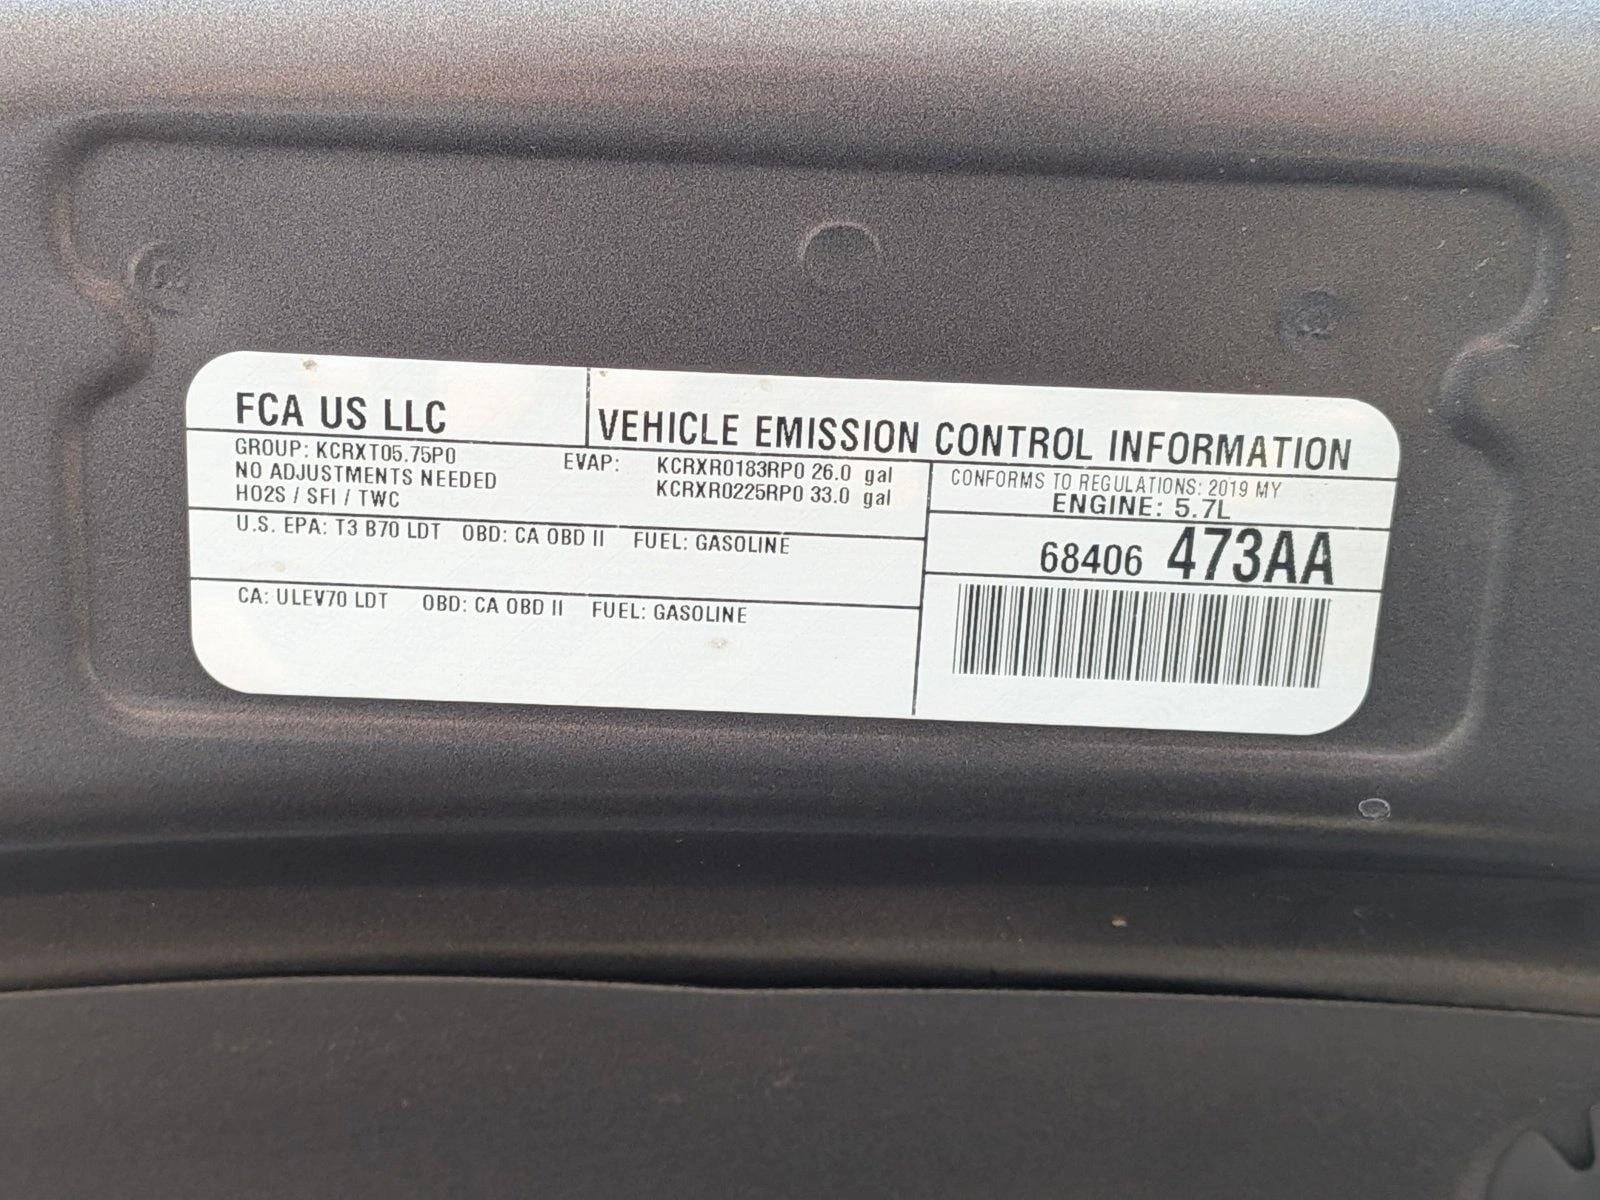 FCA US LLC
VEHICLE EMISSION CONTROL INFORMATION
GROUP: KCRXT05.75P0
NO ADJUSTMENTS NEEDED
HO2S / SFI / TWC
EVAP: KCRXR0183RP0 26.0 gal
KCRXR0225RP0 33.0 gal
CONFORMS TO REGULATIONS: 2019 MY
ENGINE: 5.7L
U.S. EPA: T3 B70 LDT OBD: CA OBD II FUEL: GASOLINE
68406 473AA
CA: ULEV70 LDT OBD: CA OBD II FUEL: GASOLINE